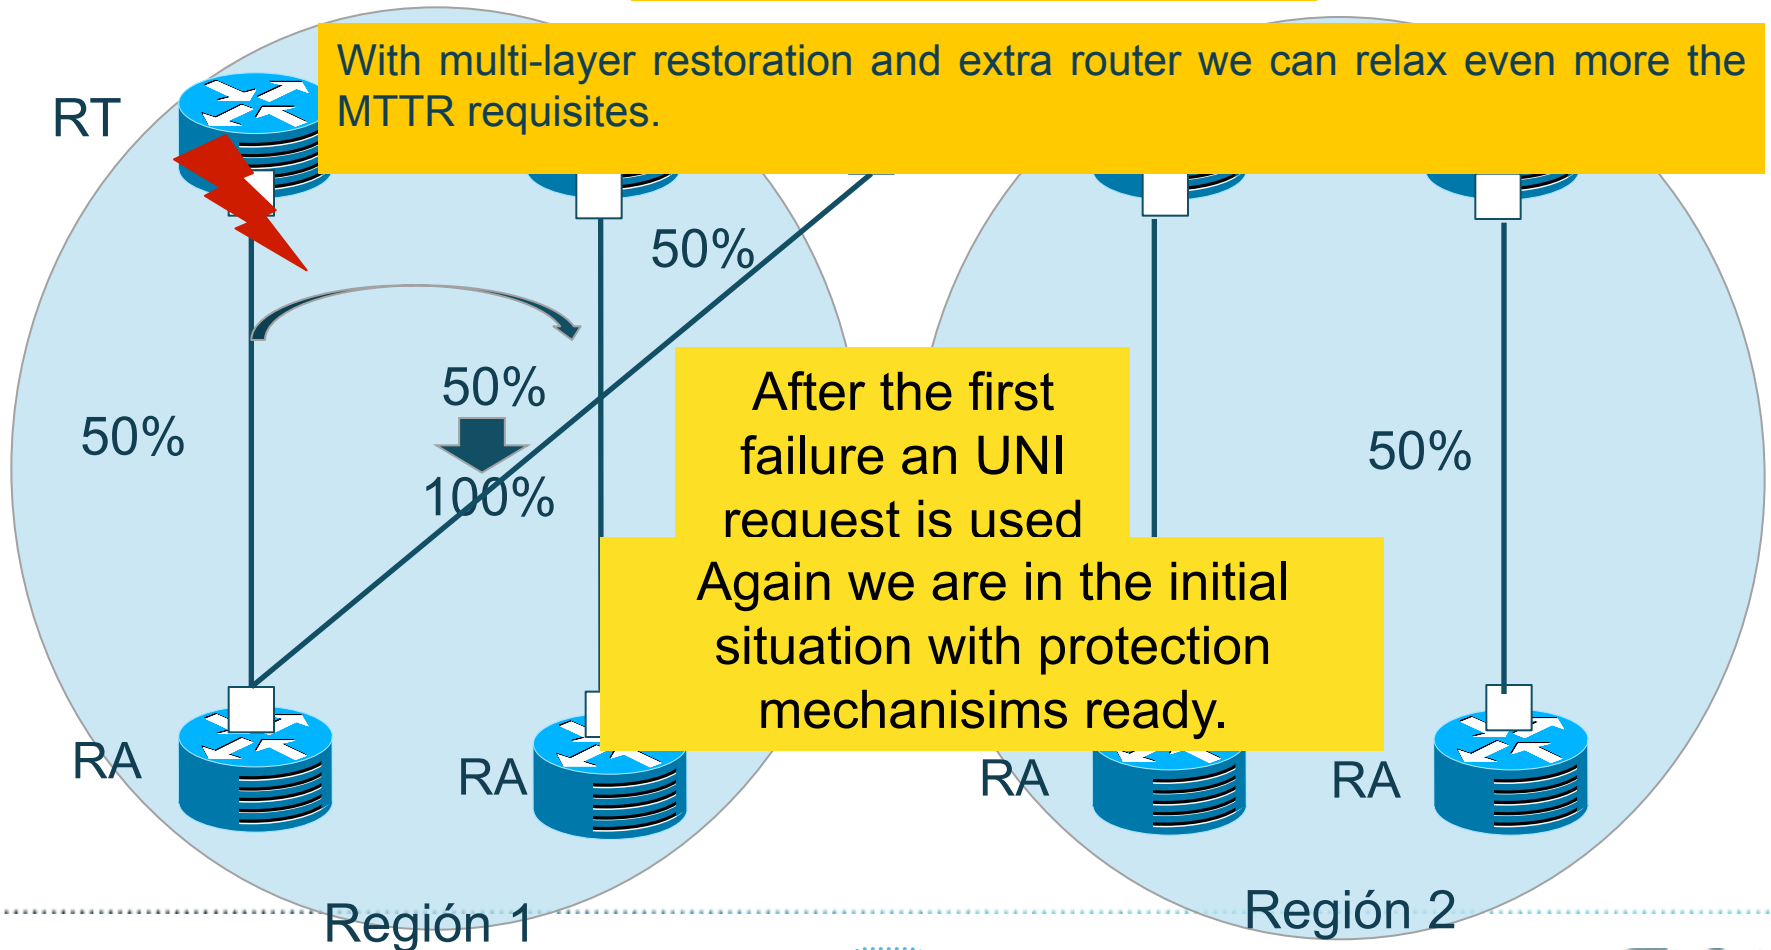 With multi-layer restoration and extra router we can relax even more the
MTTR requisites.
RT
50%
50%
50%
100%
50%
50%
After the first
failure an UNI
request is used
Again we are in the initial
situation with protection
mechanisims ready.
RA
RA
RA
RA
Región 1
Región 2